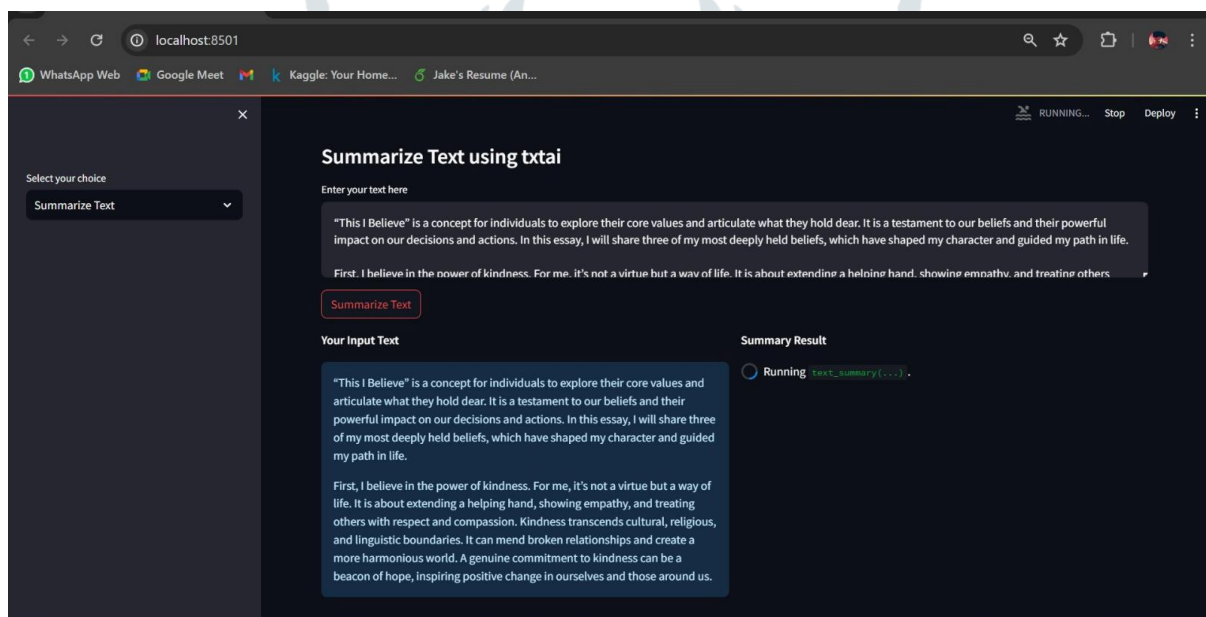 localhost:8501
WhatsApp Web Google Meet Kaggle: Your Home... Jake's Resume (An...
RUNNING... Stop Deploy
Select your choice
Summarize Text
Summarize Text using txtai
Enter your text here
“This I Believe” is a concept for individuals to explore their core values and articulate what they hold dear. It is a testament to our beliefs and their powerful
impact on our decisions and actions. In this essay, I will share three of my most deeply held beliefs, which have shaped my character and guided my path in life.
First, I believe in the power of kindness. For me, it's not a virtue but a way of life. It is about extending a helping hand, showing empathy, and treating others
Summarize Text
Your Input Text
“This I Believe” is a concept for individuals to explore their core values and
articulate what they hold dear. It is a testament to our beliefs and their
powerful impact on our decisions and actions. In this essay, I will share three
of my most deeply held beliefs, which have shaped my character and guided
my path in life.
First, I believe in the power of kindness. For me, it's not a virtue but a way of
life. It is about extending a helping hand, showing empathy, and treating
others with respect and compassion. Kindness transcends cultural, religious,
and linguistic boundaries. It can mend broken relationships and create a
more harmonious world. A genuine commitment to kindness can be a
beacon of hope, inspiring positive change in ourselves and those around us.
Summary Result
Running text_summary(...) .